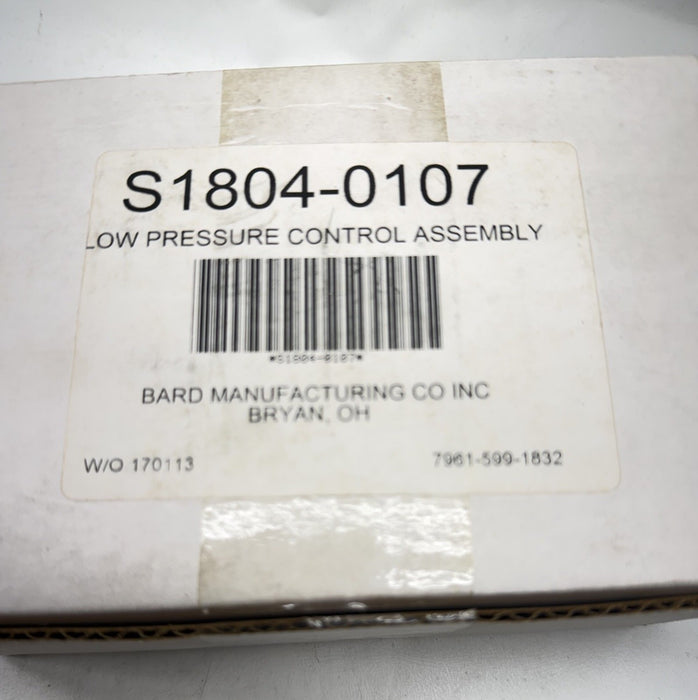 S1804-0107
LOW PRESSURE CONTROL ASSEMBLY
*S1804-0107*
BARD MANUFACTURING CO INC
BRYAN, OH
W/O 170113 7961-599-1832